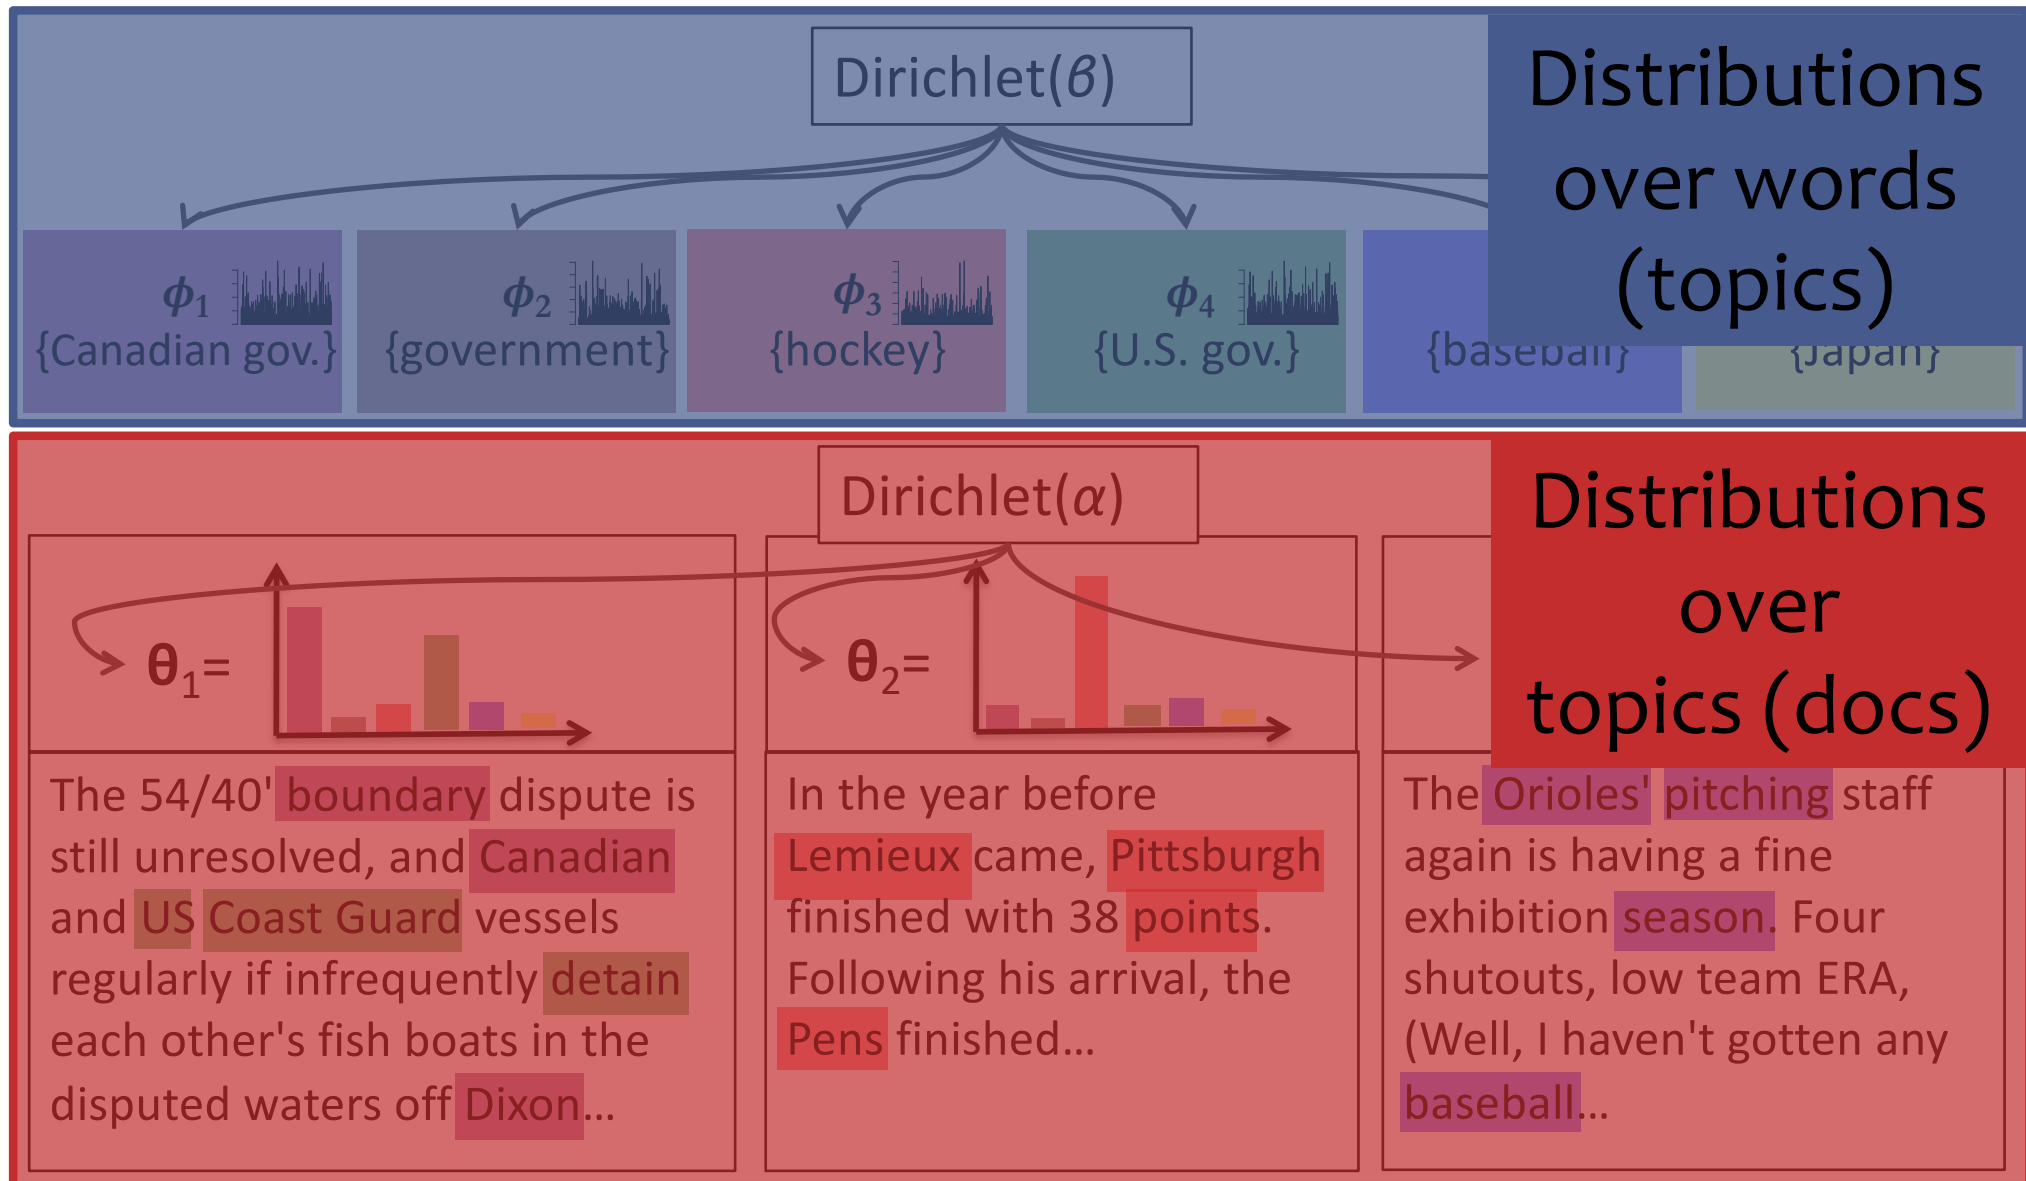 Dirichlet(β)
Distributions
over words
(topics)
ϕ1
ϕ2
ϕ3
ϕ4
{Canadian gov.}
{government}
{hockey}
{U.S. gov.}
{baseball}
{Japan}
Dirichlet(α)
Distributions
over
topics (docs)
θ1=
θ2=
The 54/40' boundary dispute is
still unresolved, and Canadian
and US Coast Guard vessels
regularly if infrequently detain
each other's fish boats in the
disputed waters off Dixon…
In the year before
Lemieux came, Pittsburgh
finished with 38 points.
Following his arrival, the
Pens finished…
The Orioles' pitching staff
again is having a fine
exhibition season. Four
shutouts, low team ERA,
(Well, I haven't gotten any
baseball…